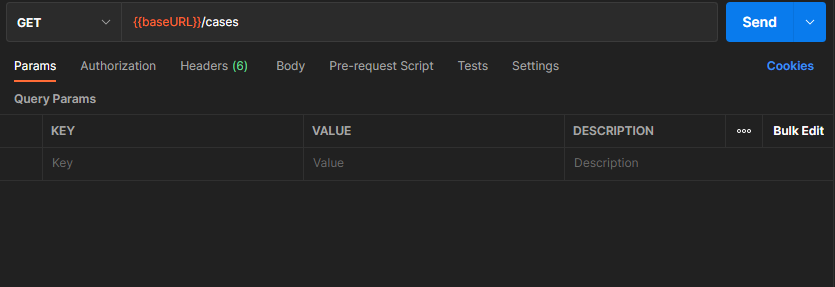 GET {{baseURL}}/cases Send
Params Authorization Headers (6) Body Pre-request Script Tests Settings Cookies
Query Params
KEY VALUE DESCRIPTION ooo Bulk Edit
Key Value Description